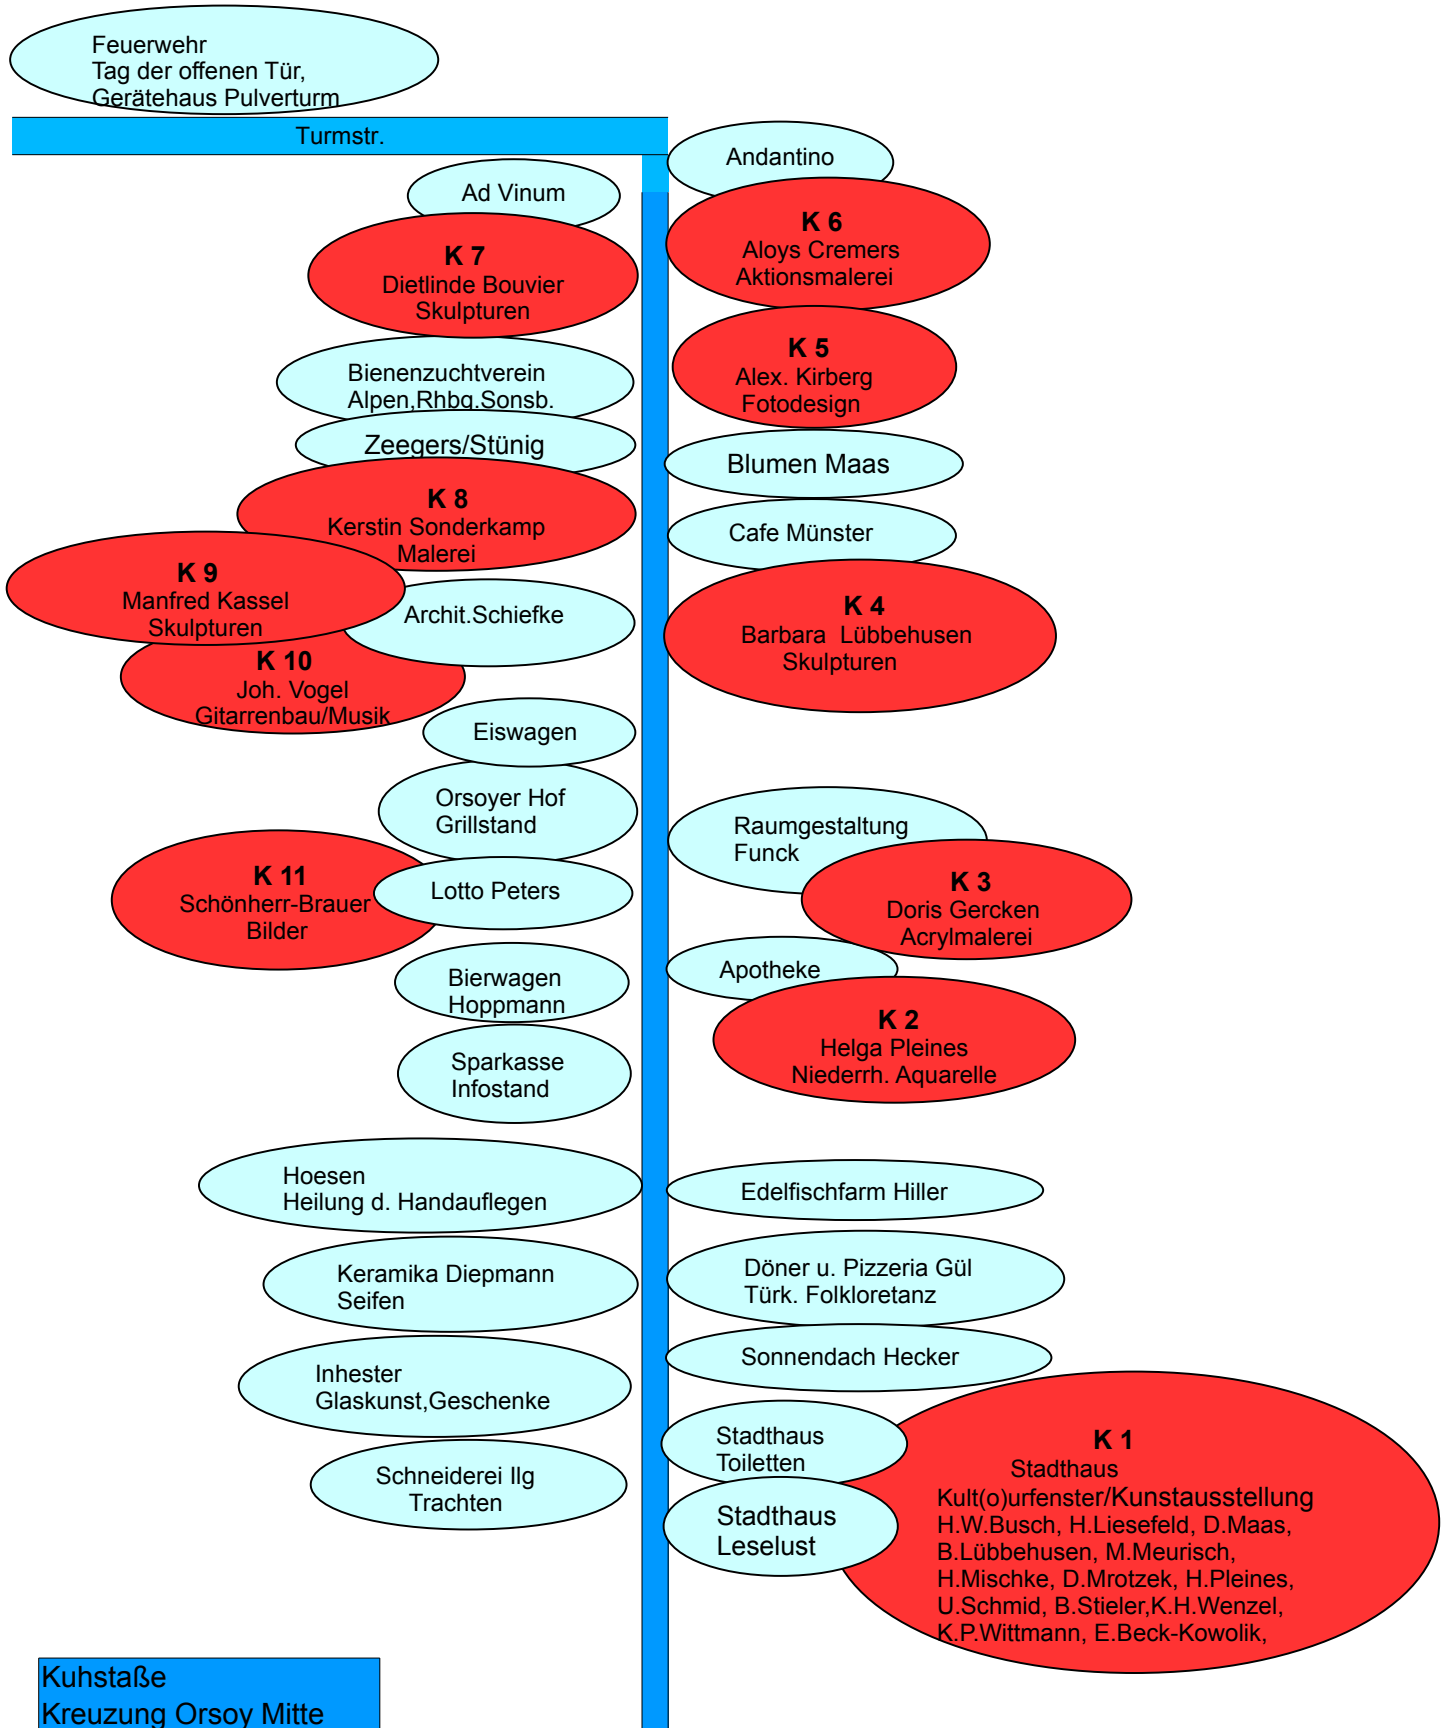 Feuerwehr
Tag der offenen Tür,
Gerätehaus Pulverturm
Turmstr.
Andantino
Ad Vinum
K 6
Aloys Cremers
Aktionsmalerei
K 7
Dietlinde Bouvier
Skulpturen
K 5
Alex. Kirberg
Fotodesign
Bienenzuchtverein
Alpen,Rhbg.Sonsb.
Zeegers/Stünig
Blumen Maas
K 8
Kerstin Sonderkamp
Malerei
Cafe Münster
K 9
Manfred Kassel
Skulpturen
Archit.Schiefke
K 4
Barbara Lübbehusen
Skulpturen
K 10
Joh. Vogel
Gitarrenbau/Musik
Eiswagen
Orsoyer Hof
Grillstand
Raumgestaltung
Funck
K 11
Schönherr-Brauer
Bilder
Lotto Peters
K 3
Doris Gercken
Acrylmalerei
Bierwagen
Hoppmann
Apotheke
K 2
Helga Pleines
Niederrh. Aquarelle
Sparkasse
Infostand
Hoesen
Heilung d. Handauflegen
Edelfischfarm Hiller
Keramika Diepmann
Seifen
Döner u. Pizzeria Gül
Türk. Folkloretanz
Sonnendach Hecker
Inhester
Glaskunst,Geschenke
Stadthaus
Toiletten
K 1
Stadthaus
Kult(o)urfenster/Kunstausstellung
H.W.Busch, H.Liesefeld, D.Maas,
B.Lübbehusen, M.Meurisch,
H.Mischke, D.Mrotzek, H.Pleines,
U.Schmid, B.Stieler,K.H.Wenzel,
K.P.Wittmann, E.Beck-Kowolik,
Schneiderei Ilg
Trachten
Stadthaus
Leselust
Kuhstaße
Kreuzung Orsoy Mitte